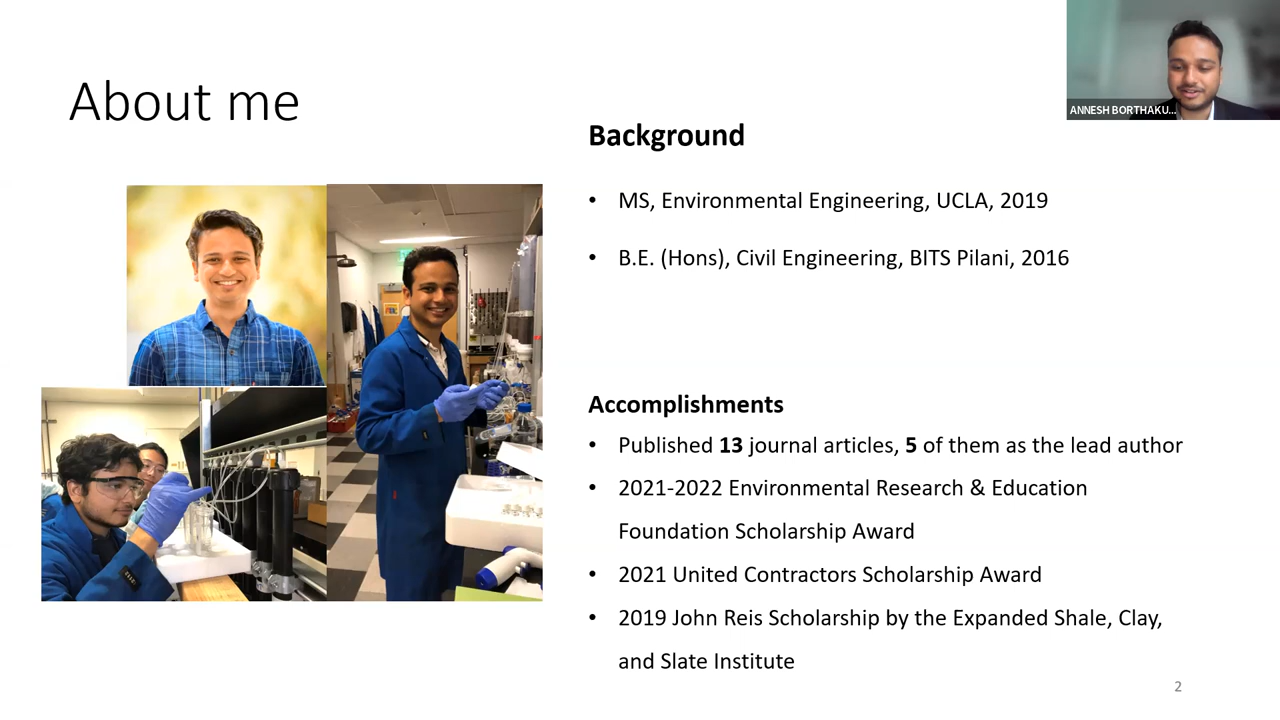 About me
ANNESH BORTHAKU...
Background
• MS, Environmental Engineering, UCLA, 2019
• B.E. (Hons), Civil Engineering, BITS Pilani, 2016
Accomplishments
• Published 13 journal articles, 5 of them as the lead author
• 2021-2022 Environmental Research & Education
Foundation Scholarship Award
• 2021 United Contractors Scholarship Award
• 2019 John Reis Scholarship by the Expanded Shale, Clay,
and Slate Institute
2